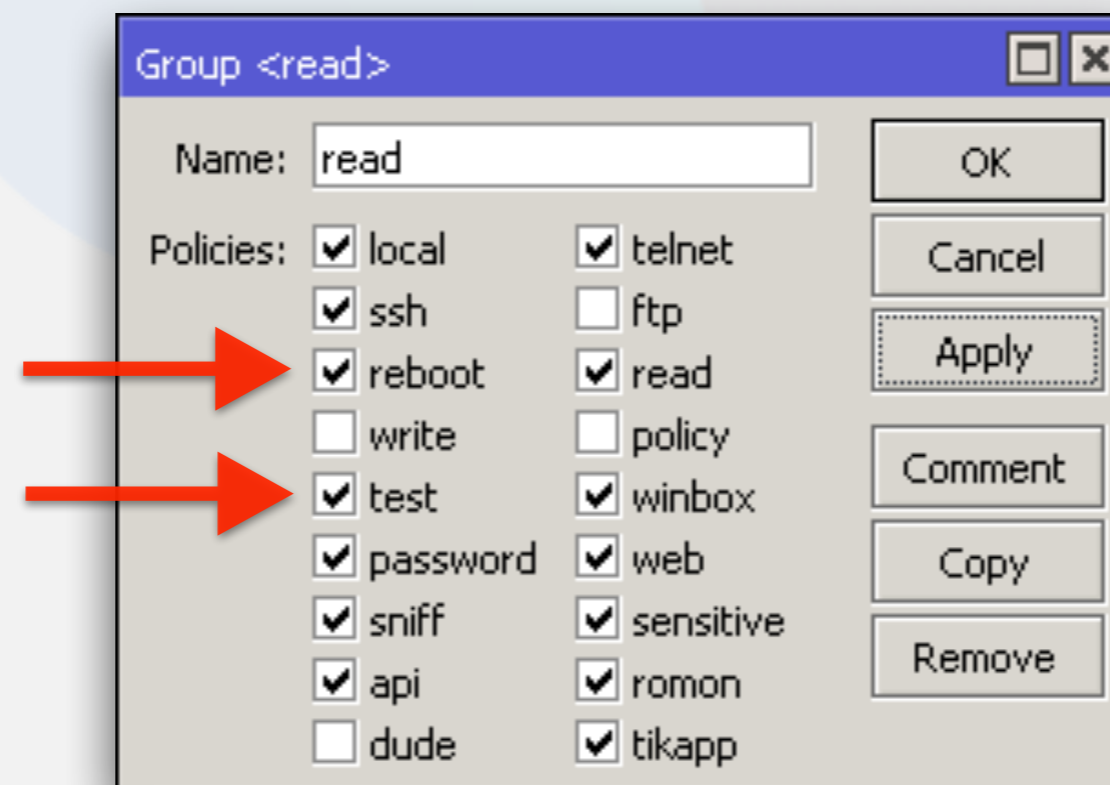 Group <read>
Name: read OK
Policies: local telnet Cancel
ssh ftp
reboot read Apply
write policy
test winbox Comment
password web Copy
sniff sensitive
api romon Remove
dude tikapp